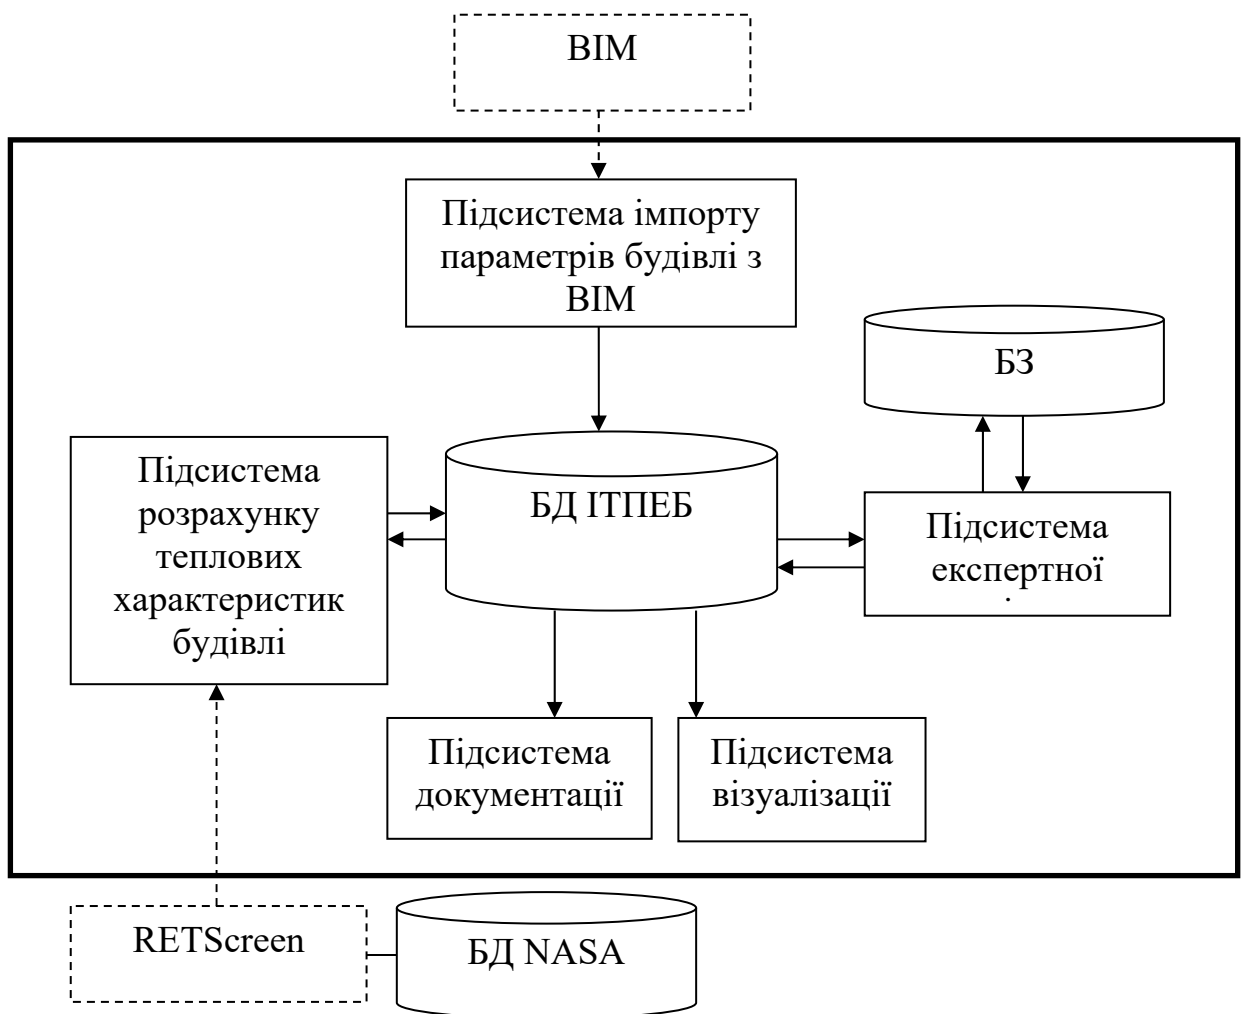 BIM
Підсистема імпорту
параметрів будівлі з
BIM
БЗ
Підсистема
розрахунку
теплових
характеристик
будівлі
БД ІТПЕБ
Підсистема
експертної
Підсистема
документації
Підсистема
візуалізації
RETScreen
БД NASA